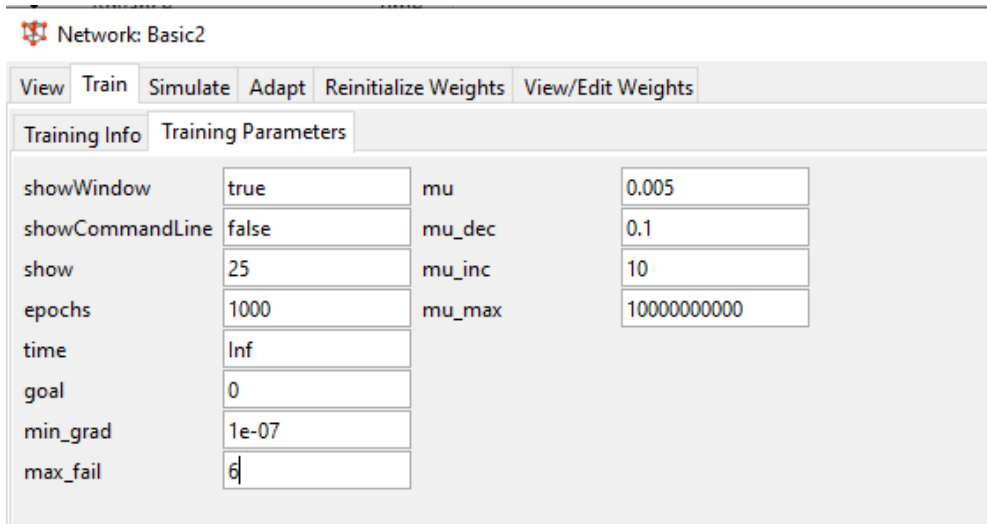 Network: Basic2
View Train Simulate Adapt Reinitialize Weights View/Edit Weights
Training Info Training Parameters
showWindow true mu 0.005
showCommandLine false mu_dec 0.1
show 25 mu_inc 10
epochs 1000 mu_max 10000000000
time Inf
goal 0
min_grad 1e-07
max_fail 6